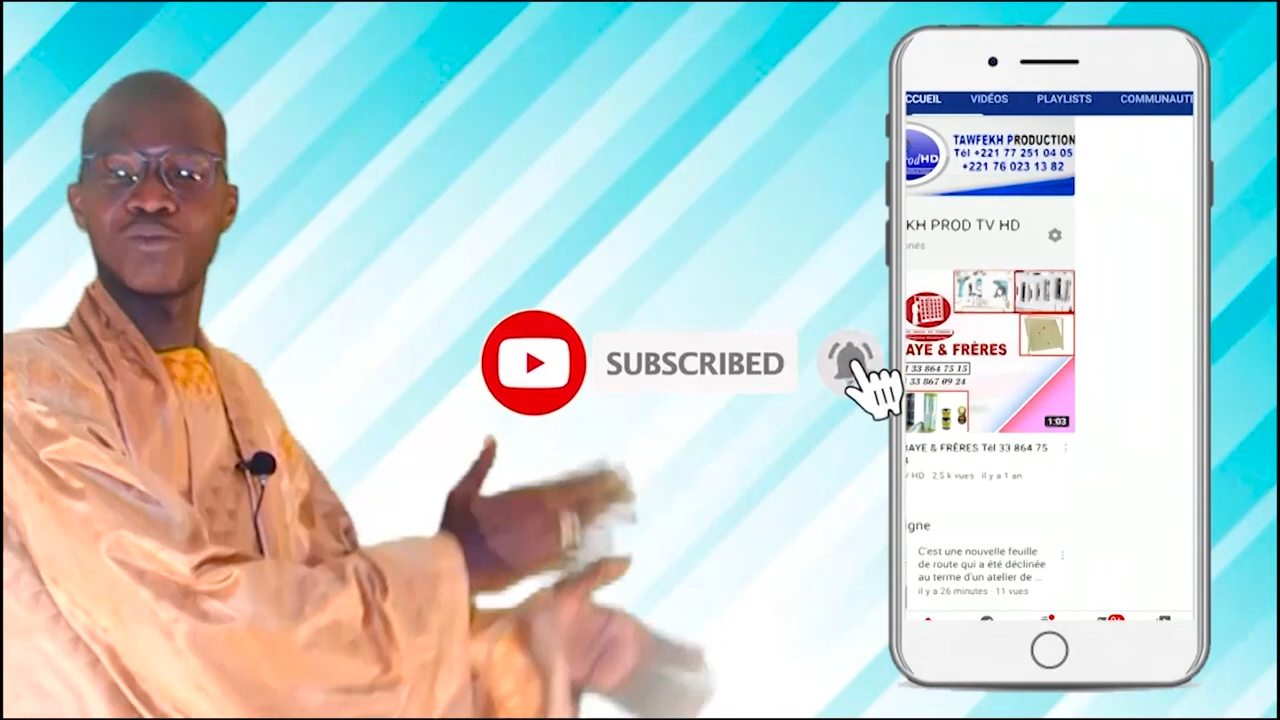 SUBSCRIBED
CCUEIL VIDÉOS PLAYLISTS COMMUNAUTÉ
rodHD
TAWFEKH PRODUCTION
Tél +221 77 251 04 05
+221 76 023 13 82
KH PROD TV HD
nés
AYE & FRÈRES
33 864 75 15
33 867 09 24
1:03
AYE & FRÈRES Tél 33 864 75
HD 2,5 k vues il y a 1 an
igne
C'est une nouvelle feuille
de route qui a été déclinée
au terme d'un atelier de ...
il y a 26 minutes 11 vues